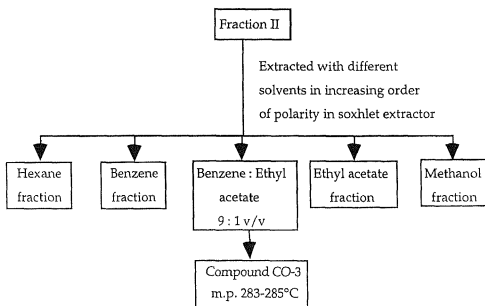 Fraction II
Extracted with different
solvents in increasing order
of polarity in soxhlet extractor
Hexane
fraction
Benzene
fraction
Benzene : Ethyl
acetate
9 : 1 v/v
Ethyl acetate
fraction
Methanol
fraction
Compound CO-3
m.p. 283-285°C